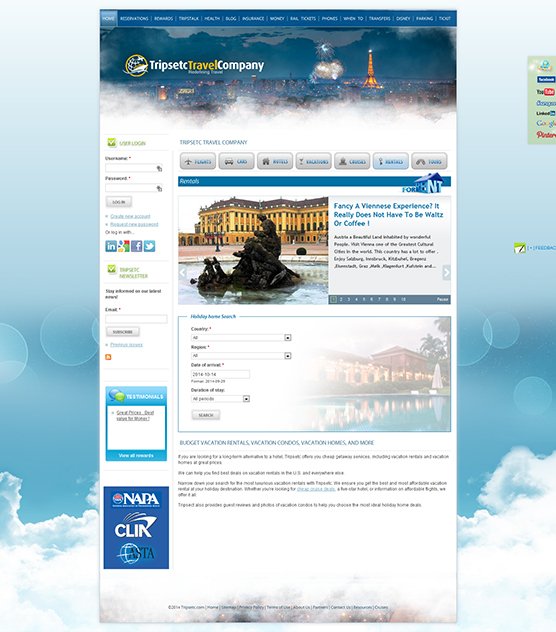 HOME RESERVATIONS REWARDS TRIPSTALK HEALTH BLOG INSURANCE MONEY RAIL TICKETS PHONES WHEN TO TRANSFERS DISNEY PARKING TICKIT
TripsetcTravelCompany
Redefining Travel
facebook
YouTube
Linked in
Google
Pinterest
USER LOGIN
Username: *
Password: *
LOG IN
Create new account
Request new password
Or log in with...
TRIPSETC NEWSLETTER
Stay informed on our latest news!
Email: *
SUBSCRIBE
Previous issues
TESTIMONIALS
Great Prices , Best value for Money !
View all rewards
NAPA
CLIA
ASTA
TRIPSETC TRAVEL COMPANY
FLIGHTS CARS HOTELS VACATIONS CRUISES RENTALS TOURS
Rentals
FOR RENT
Fancy A Viennese Experience? It
Really Does Not Have To Be Waltz
Or Coffee !
Austria a Beautiful Land inhabited by wonderful
People. Visit Vienna one of the Greatest Cultural
Cities in the world. This country has a lot to offer .
Enjoy Salzburg, Innsbruck, Kitzbuhel, Bregenz
,Eisenstadt, Graz ,Melk ,Klagenfurt ,Kufstein and...
1 2 3 4 5 6 7 8 9 10 Pause
[+] FEEDBACK
Holiday home Search
Country: *
All
Region: *
All
Date of arrival: *
2014-10-14
Format: 2014-09-29
Duration of stay:
All periods
SEARCH
BUDGET VACATION RENTALS, VACATION CONDOS, VACATION HOMES, AND MORE
If you are looking for a long-term alternative to a hotel, Tripsetc offers you cheap getaway services, including vacation rentals and vacation
homes at great prices.
We can help you find best deals on vacation rentals in the U.S. and everywhere else.
Narrow down your search for the most luxurious vacation rentals with Tripsetc. We ensure you get the best and most affordable vacation
rental at your holiday destination. Whether you're looking for cheap cruise deals, a five-star hotel, or information on affordable flights, we
offer it all.
Tripsect also provides guest reviews and photos of vacation condos to help you choose the most ideal holiday home deals.
©2014 Tripsetc.com | Home | Sitemap | Privacy Policy | Terms of Use | About Us | Partners | Contact Us | Resources | Cruises